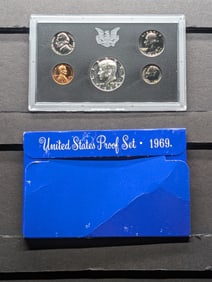 United States Proof Set · 1969.